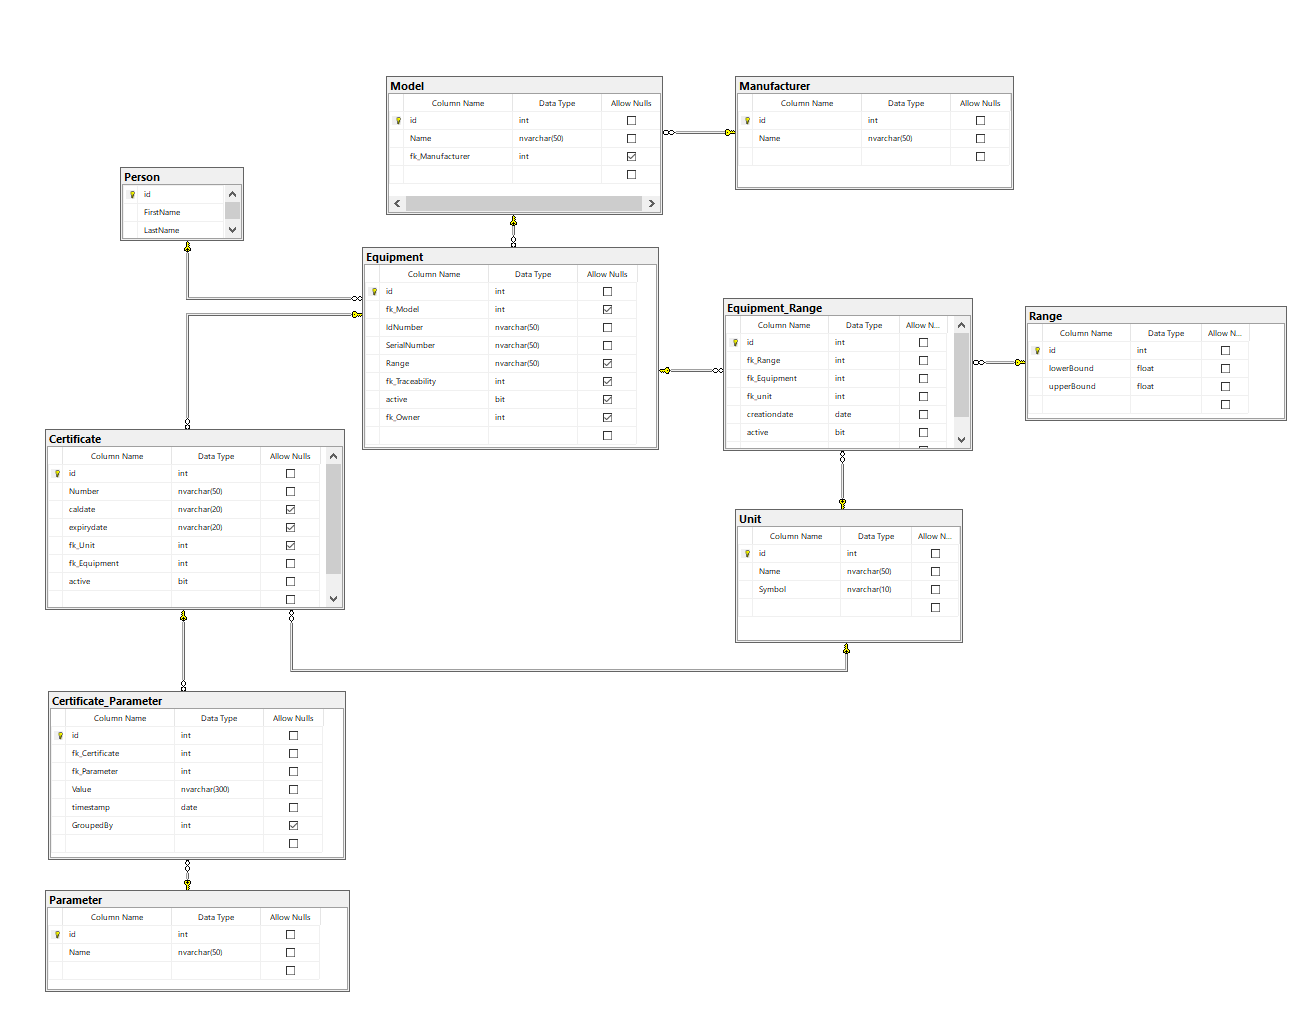 Model
Column Name Data Type Allow Nulls
id int
Name nvarchar(50)
fk_Manufacturer int
Manufacturer
Column Name Data Type Allow Nulls
id int
Name nvarchar(50)
Person
id
FirstName
LastName
Equipment
Column Name Data Type Allow Nulls
id int
fk_Model int
IdNumber nvarchar(50)
SerialNumber nvarchar(50)
Range nvarchar(50)
fk_Traceability int
active bit
fk_Owner int
Equipment_Range
Column Name Data Type Allow N...
id int
fk_Range int
fk_Equipment int
fk_unit int
creationdate date
active bit
Range
Column Name Data Type Allow N...
id int
lowerBound float
upperBound float
Certificate
Column Name Data Type Allow Nulls
id int
Number nvarchar(50)
caldate nvarchar(20)
expirydate nvarchar(20)
fk_Unit int
fk_Equipment int
active bit
Unit
Column Name Data Type Allow N...
id int
Name nvarchar(50)
Symbol nvarchar(10)
Certificate_Parameter
Column Name Data Type Allow Nulls
id int
fk_Certificate int
fk_Parameter int
Value nvarchar(300)
timestamp date
GroupedBy int
Parameter
Column Name Data Type Allow Nulls
id int
Name nvarchar(50)